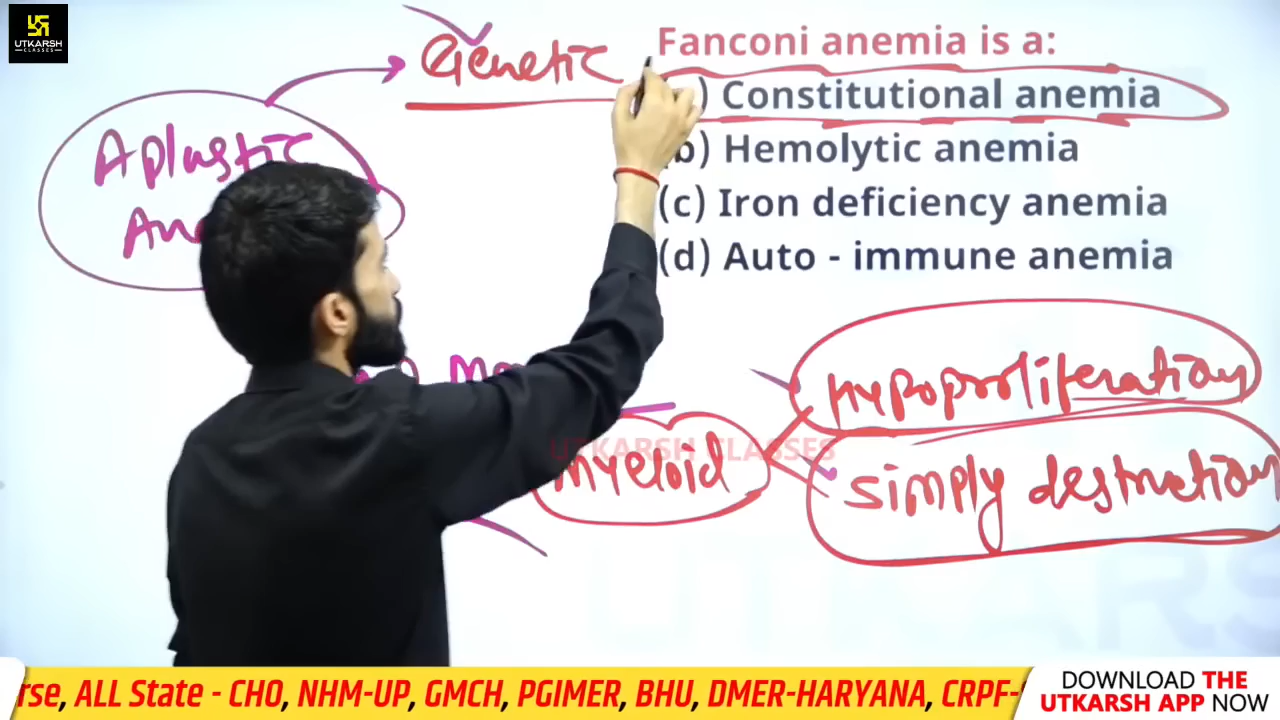 UTKARSH
CLASSES
Genetic
Fanconi anemia is a:
) Constitutional anemia
(b) Hemolytic anemia
(c) Iron deficiency anemia
(d) Auto - immune anemia
Aplastic
Hypoproliferation
UTKARSH CLASSES
Myeloid
simply destruction
UTKARS
rse, ALL State - CHO, NHM-UP, GMCH, PGIMER, BHU, DMER-HARYANA, CRPF-
DOWNLOAD THE
UTKARSH APP NOW